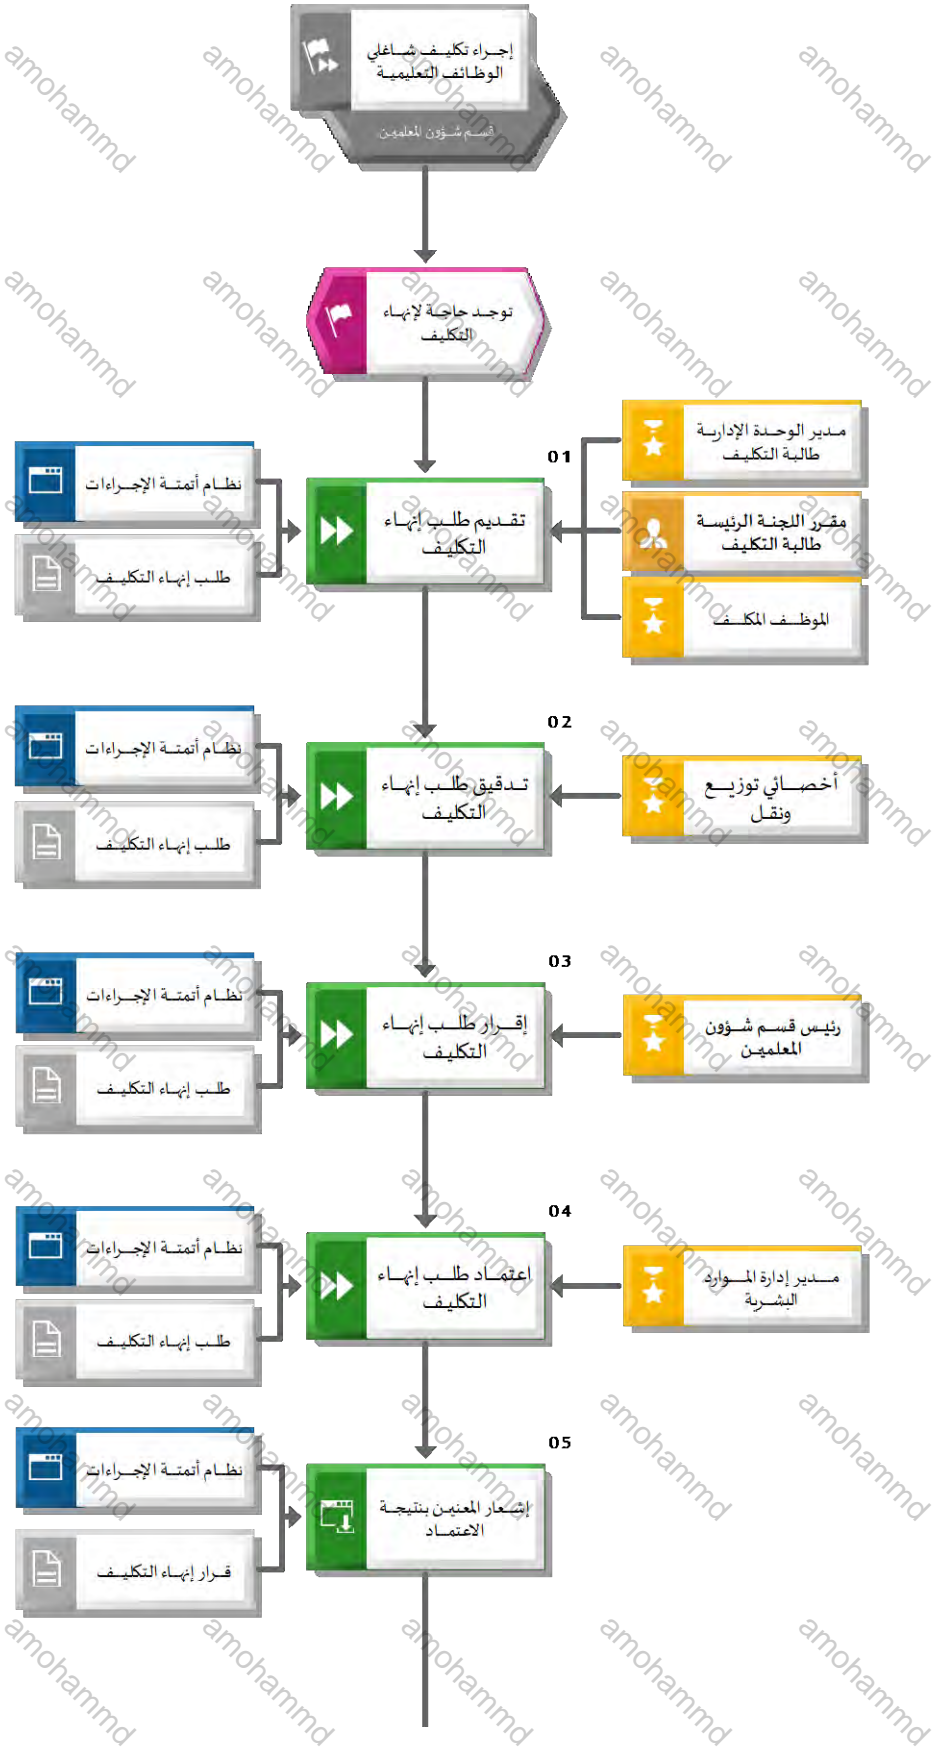 إجراء تكليف شاغلي
الوظائف التعليمية
قسم شؤون المعلمين
توجد حاجة لإنهاء
التكليف
01
مدير الوحدة الإدارية
طالبة التكليف
مقرر اللجنة الرئيسة
طالبة التكليف
الموظف المكلف
تقديم طلب إنهاء
التكليف
نظام أتمتة الإجراءات
طلب إنهاء التكليف
02
أخصائي توزيع
ونقل
تدقيق طلب إنهاء
التكليف
نظام أتمتة الإجراءات
طلب إنهاء التكليف
03
رئيس قسم شؤون
المعلمين
إقرار طلب إنهاء
التكليف
نظام أتمتة الإجراءات
طلب إنهاء التكليف
04
مدير إدارة الموارد
البشرية
اعتماد طلب إنهاء
التكليف
نظام أتمتة الإجراءات
طلب إنهاء التكليف
05
إشعار المعنين بنتيجة
الاعتماد
نظام أتمتة الإجراءات
قرار إنهاء التكليف
amohammd